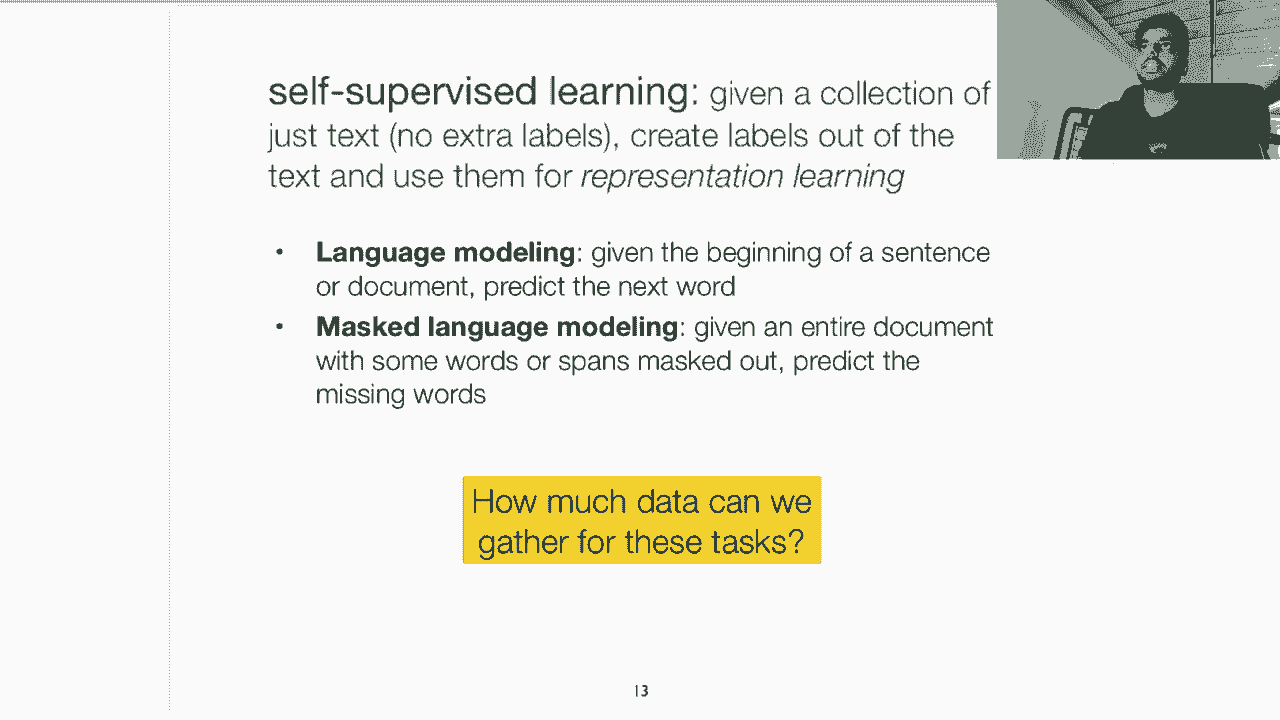 self-supervised learning: given a collection of
just text (no extra labels), create labels out of the
text and use them for representation learning
• Language modeling: given the beginning of a sentence
or document, predict the next word
• Masked language modeling: given an entire document
with some words or spans masked out, predict the
missing words
How much data can we
gather for these tasks?
13